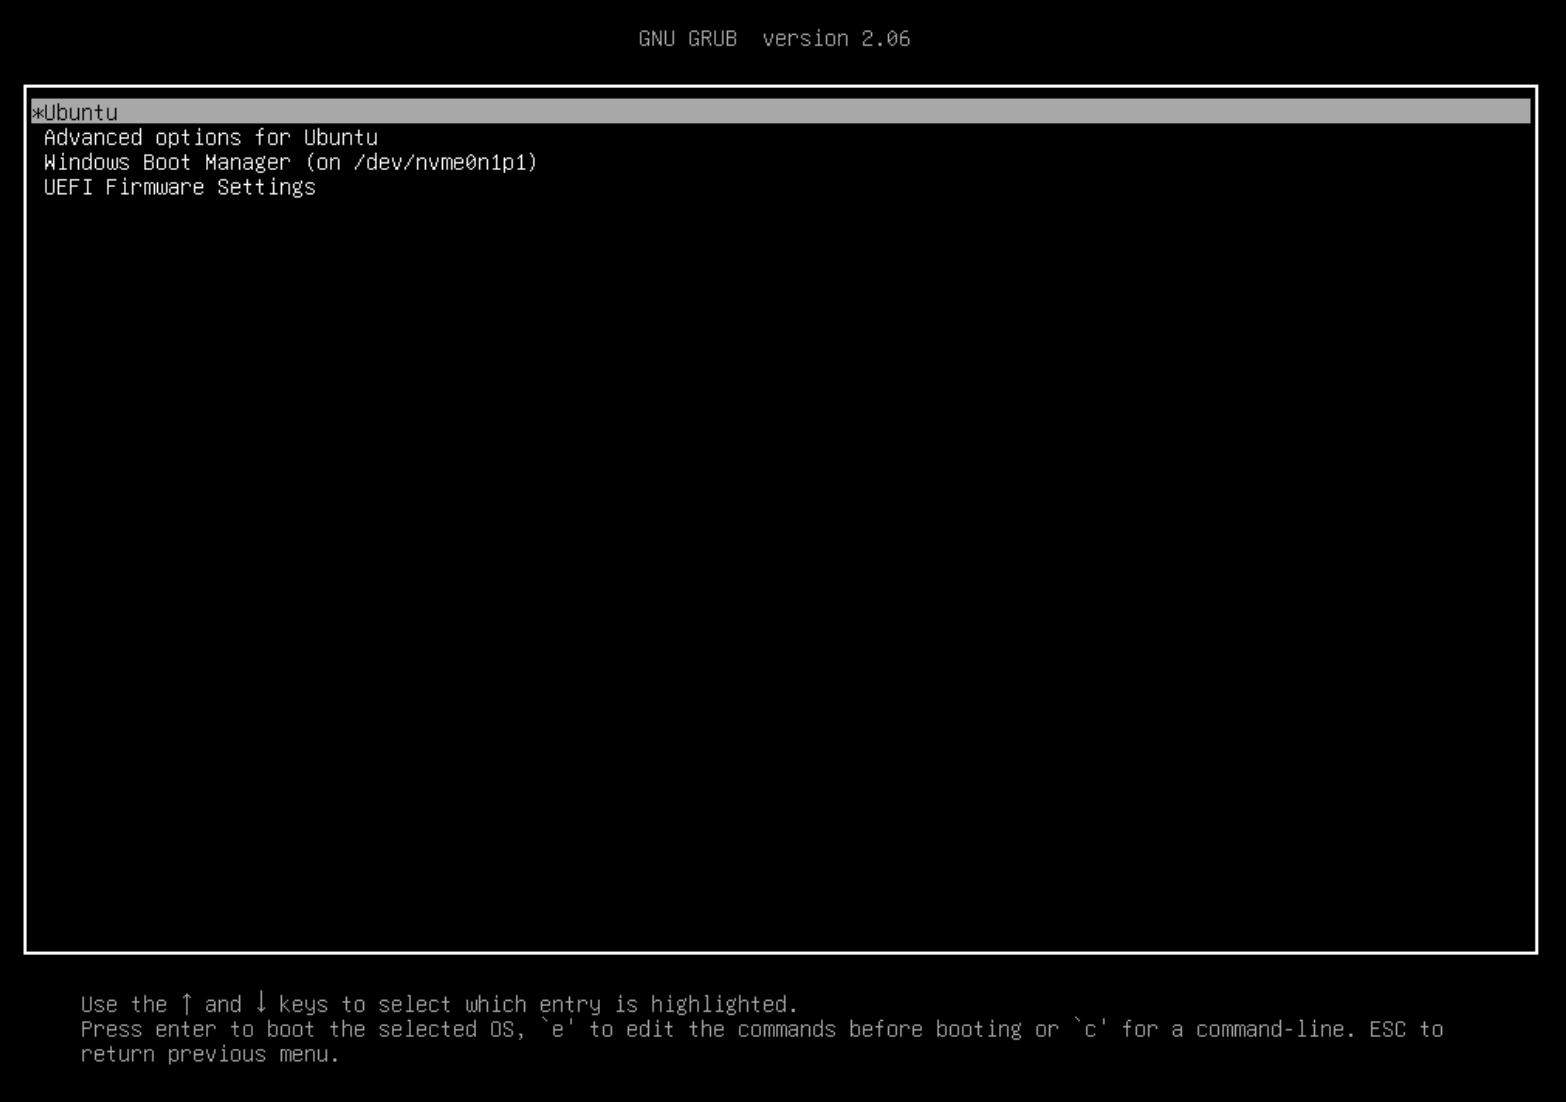 GNU GRUB  version 2.06
*Ubuntu
Advanced options for Ubuntu
Windows Boot Manager (on /dev/nvme0n1p1)
UEFI Firmware Settings
Use the ↑ and ↓ keys to select which entry is highlighted.
Press enter to boot the selected OS, `e' to edit the commands before booting or `c' for a command-line. ESC to
return previous menu.